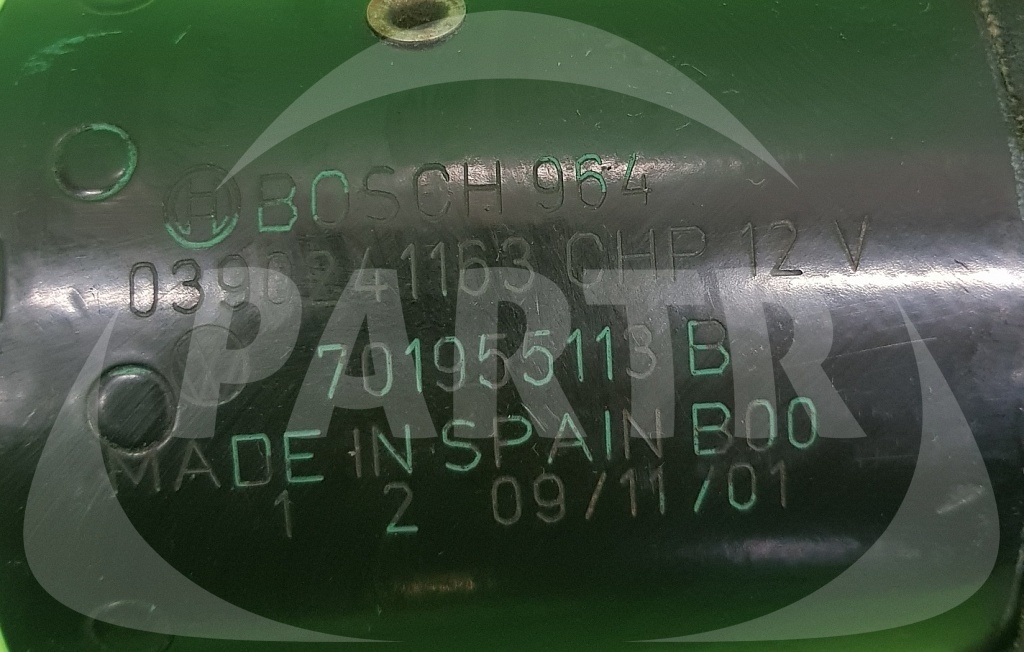 BOSCH 964
0390241163 CHP 12 V
701955113 B
MADE IN SPAIN B00
1 2 09/11/01
PARTR